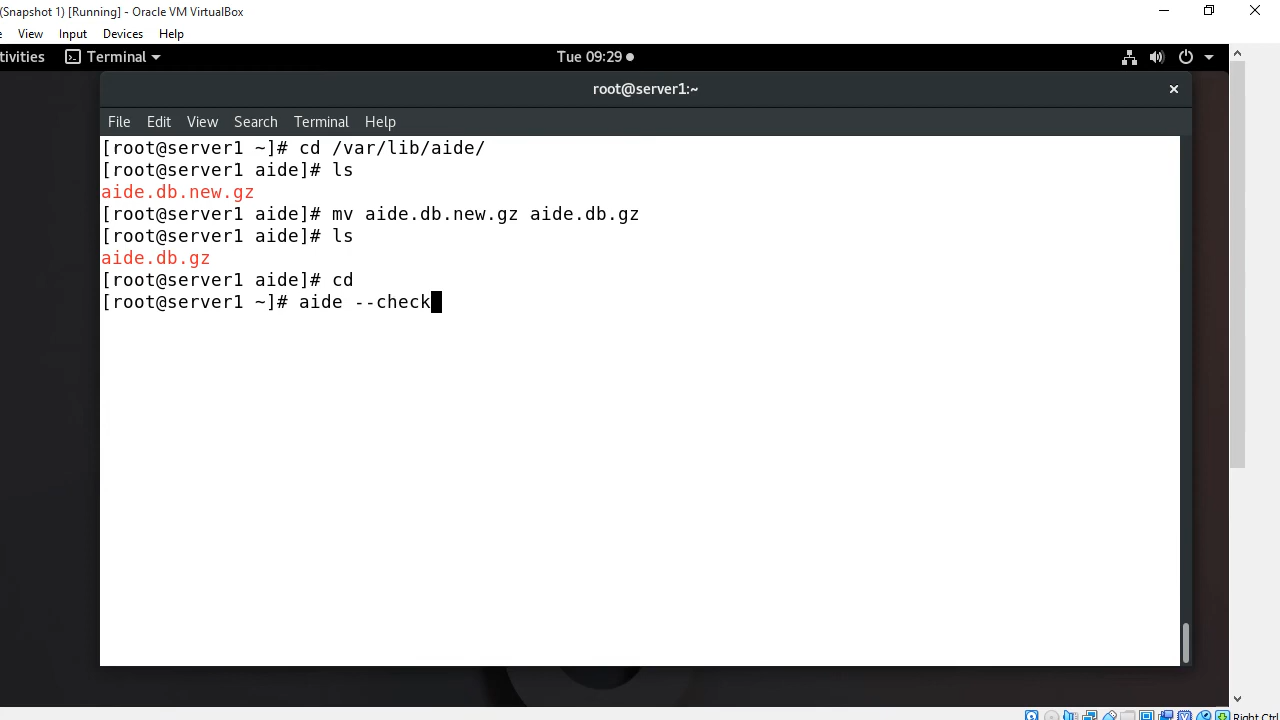 (Snapshot 1) [Running] - Oracle VM VirtualBox
View Input Devices Help
tivities Terminal Tue 09:29
root@server1:~
File Edit View Search Terminal Help
[root@server1 ~]# cd /var/lib/aide/
[root@server1 aide]# ls
aide.db.new.gz
[root@server1 aide]# mv aide.db.new.gz aide.db.gz
[root@server1 aide]# ls
aide.db.gz
[root@server1 aide]# cd
[root@server1 ~]# aide --check
Right Ctrl